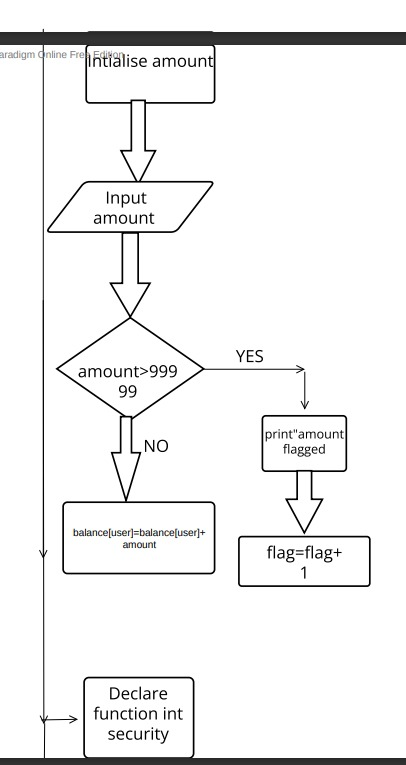 aradigm Online Free Edition
Intialise amount
Input
amount
YES
amount>999
99
print"amount
flagged
NO
balance[user]=balance[user]+
amount
flag=flag+
1
Declare
function int
security